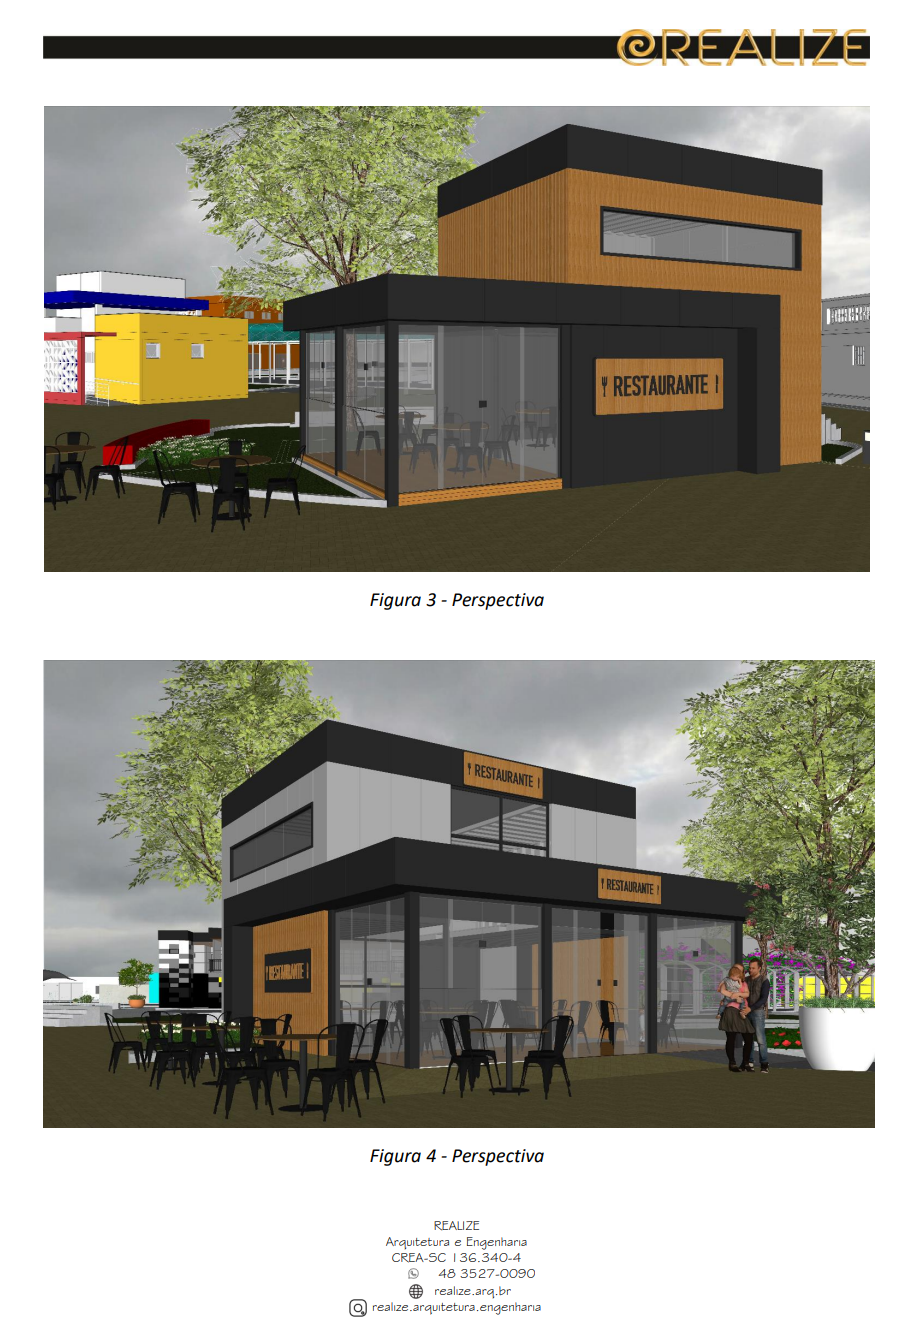 REALIZE
RESTAURANTE
Figura 3 - Perspectiva
RESTAURANTE
RESTAURANTE
RESTAURANTE
Figura 4 - Perspectiva
REALIZE
Arquitetura e Engenharia
CREA-SC 136.340-4
48 3527-0090
realize.arq.br
realize.arquitetura.engenharia